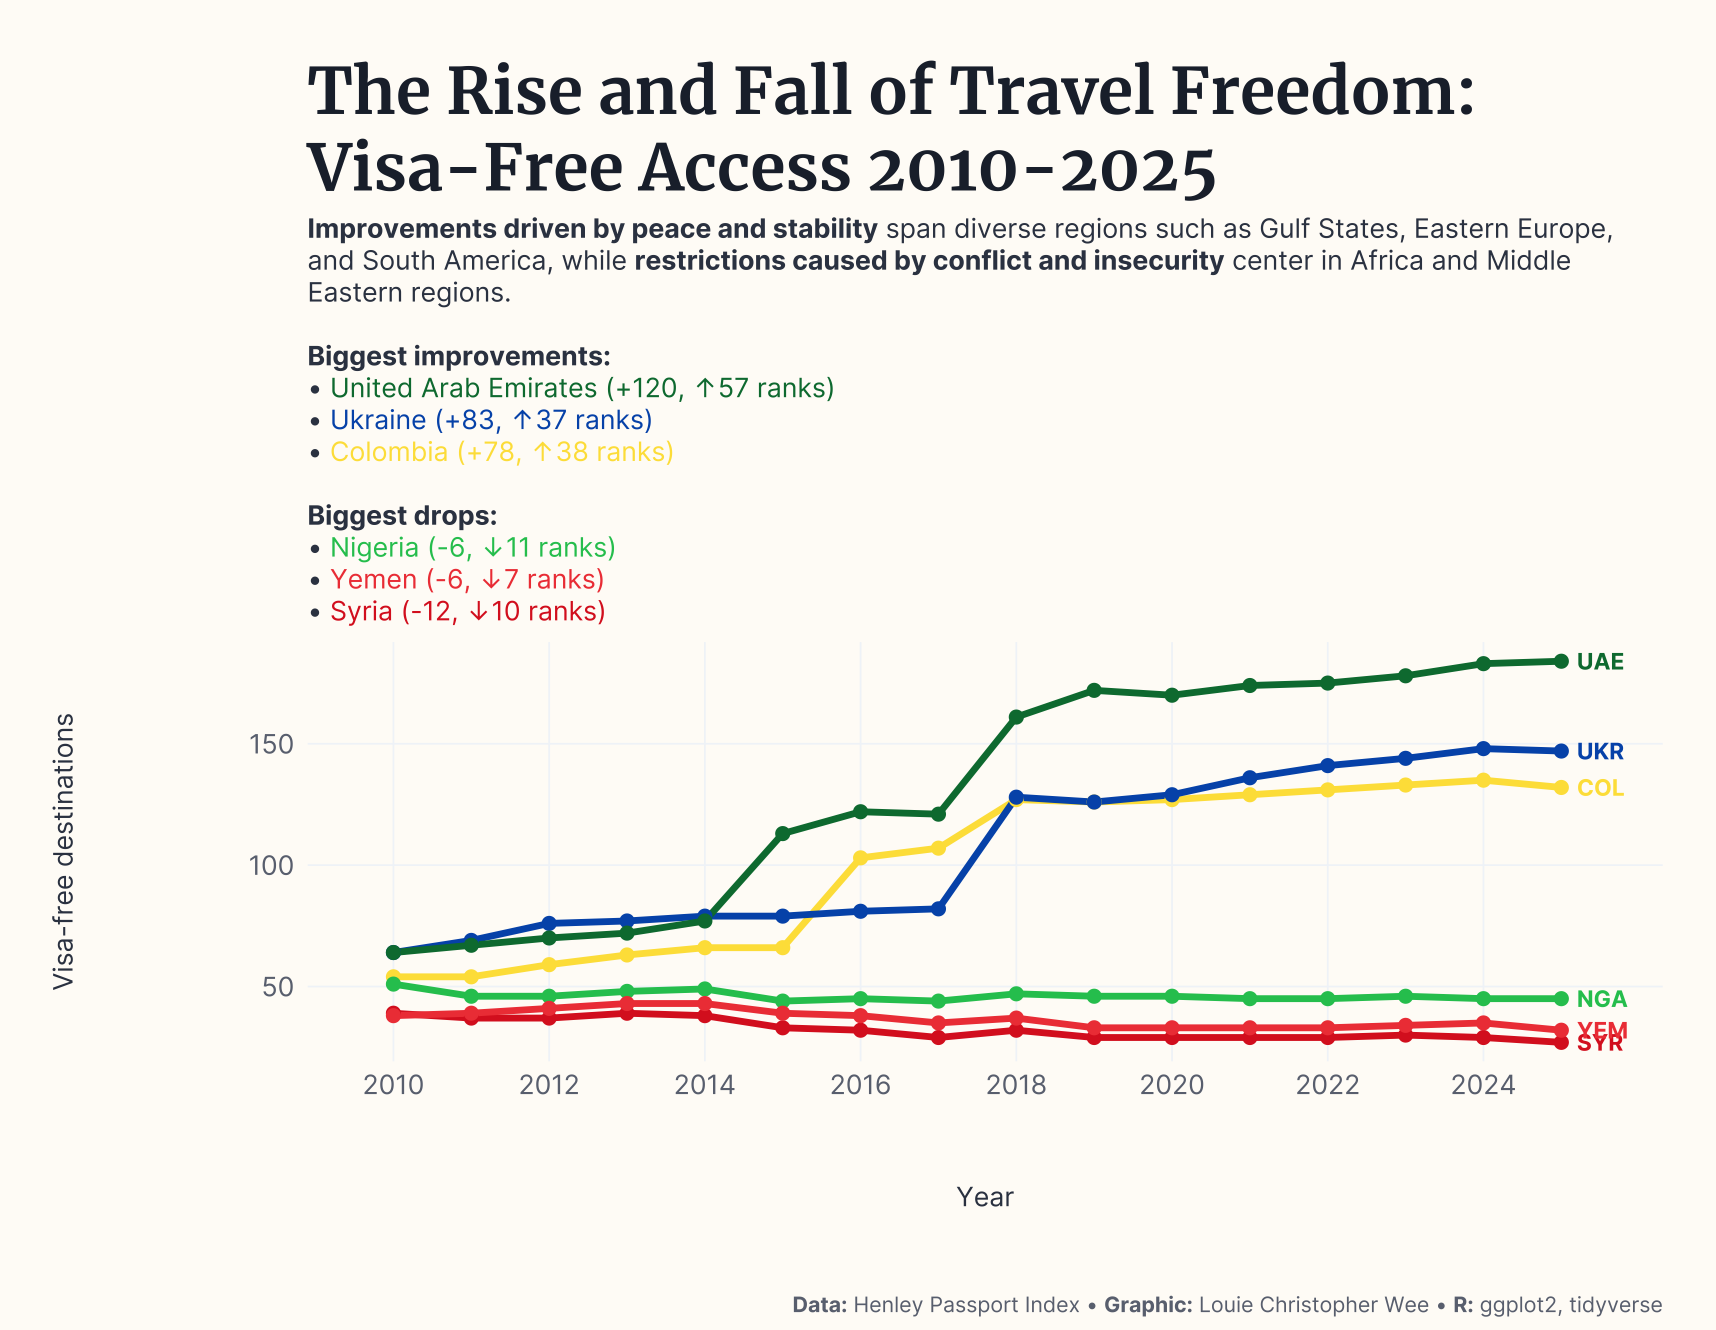 The Rise and Fall of Travel Freedom:
Visa-Free Access 2010-2025
Improvements driven by peace and stability span diverse regions such as Gulf States, Eastern Europe,
and South America, while restrictions caused by conflict and insecurity center in Africa and Middle
Eastern regions.
Biggest improvements:
• United Arab Emirates (+120, ↑57 ranks)
• Ukraine (+83, ↑37 ranks)
• Colombia (+78, ↑38 ranks)
Biggest drops:
• Nigeria (-6, ↓11 ranks)
• Yemen (-6, ↓7 ranks)
• Syria (-12, ↓10 ranks)
Visa-free destinations
150
100
50
UAE
UKR
COL
NGA
YEM
SYR
2010 2012 2014 2016 2018 2020 2022 2024
Year
Data: Henley Passport Index • Graphic: Louie Christopher Wee • R: ggplot2, tidyverse